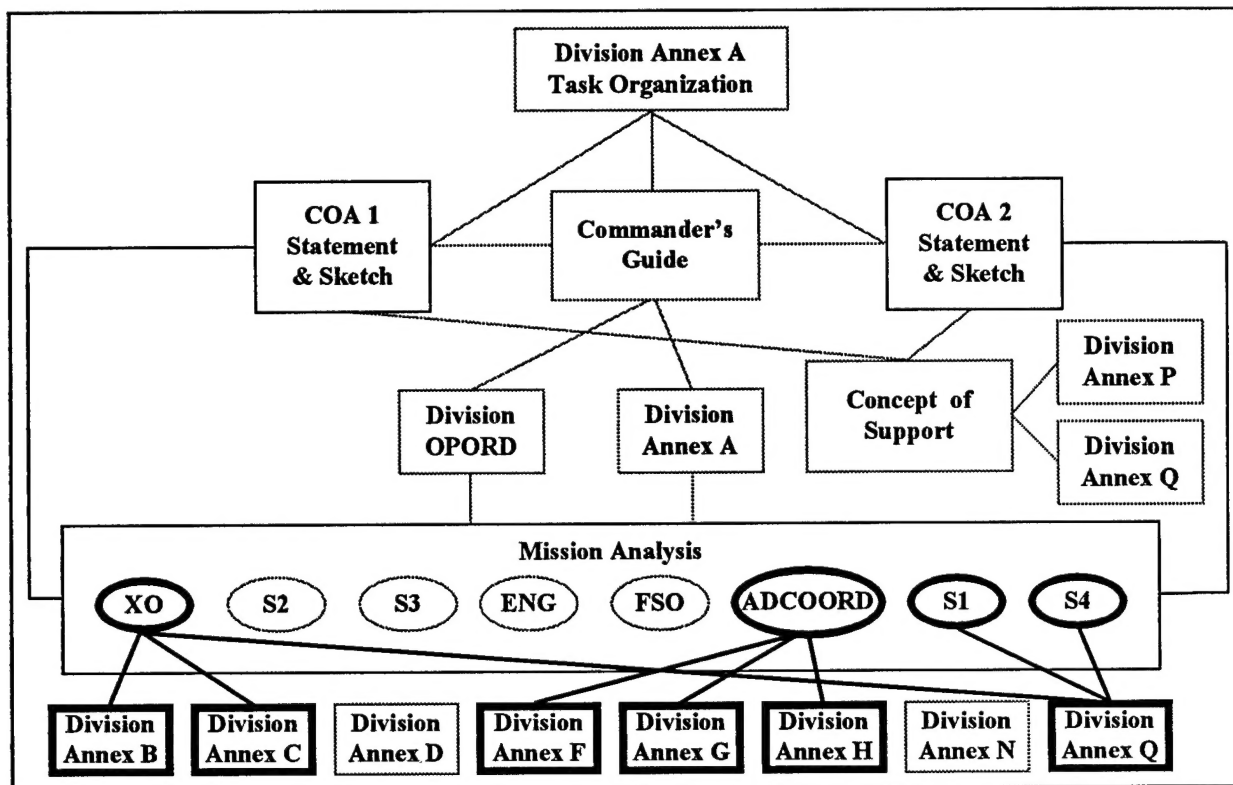 Division Annex A
Task Organization
COA 1
Statement
& Sketch
Commander's
Guide
COA 2
Statement
& Sketch
Division
OPORD
Division
Annex A
Concept of
Support
Division
Annex P
Division
Annex Q
Mission Analysis
XO
S2
S3
ENG
FSO
ADCOORD
S1
S4
Division
Annex B
Division
Annex C
Division
Annex D
Division
Annex F
Division
Annex G
Division
Annex H
Division
Annex N
Division
Annex Q